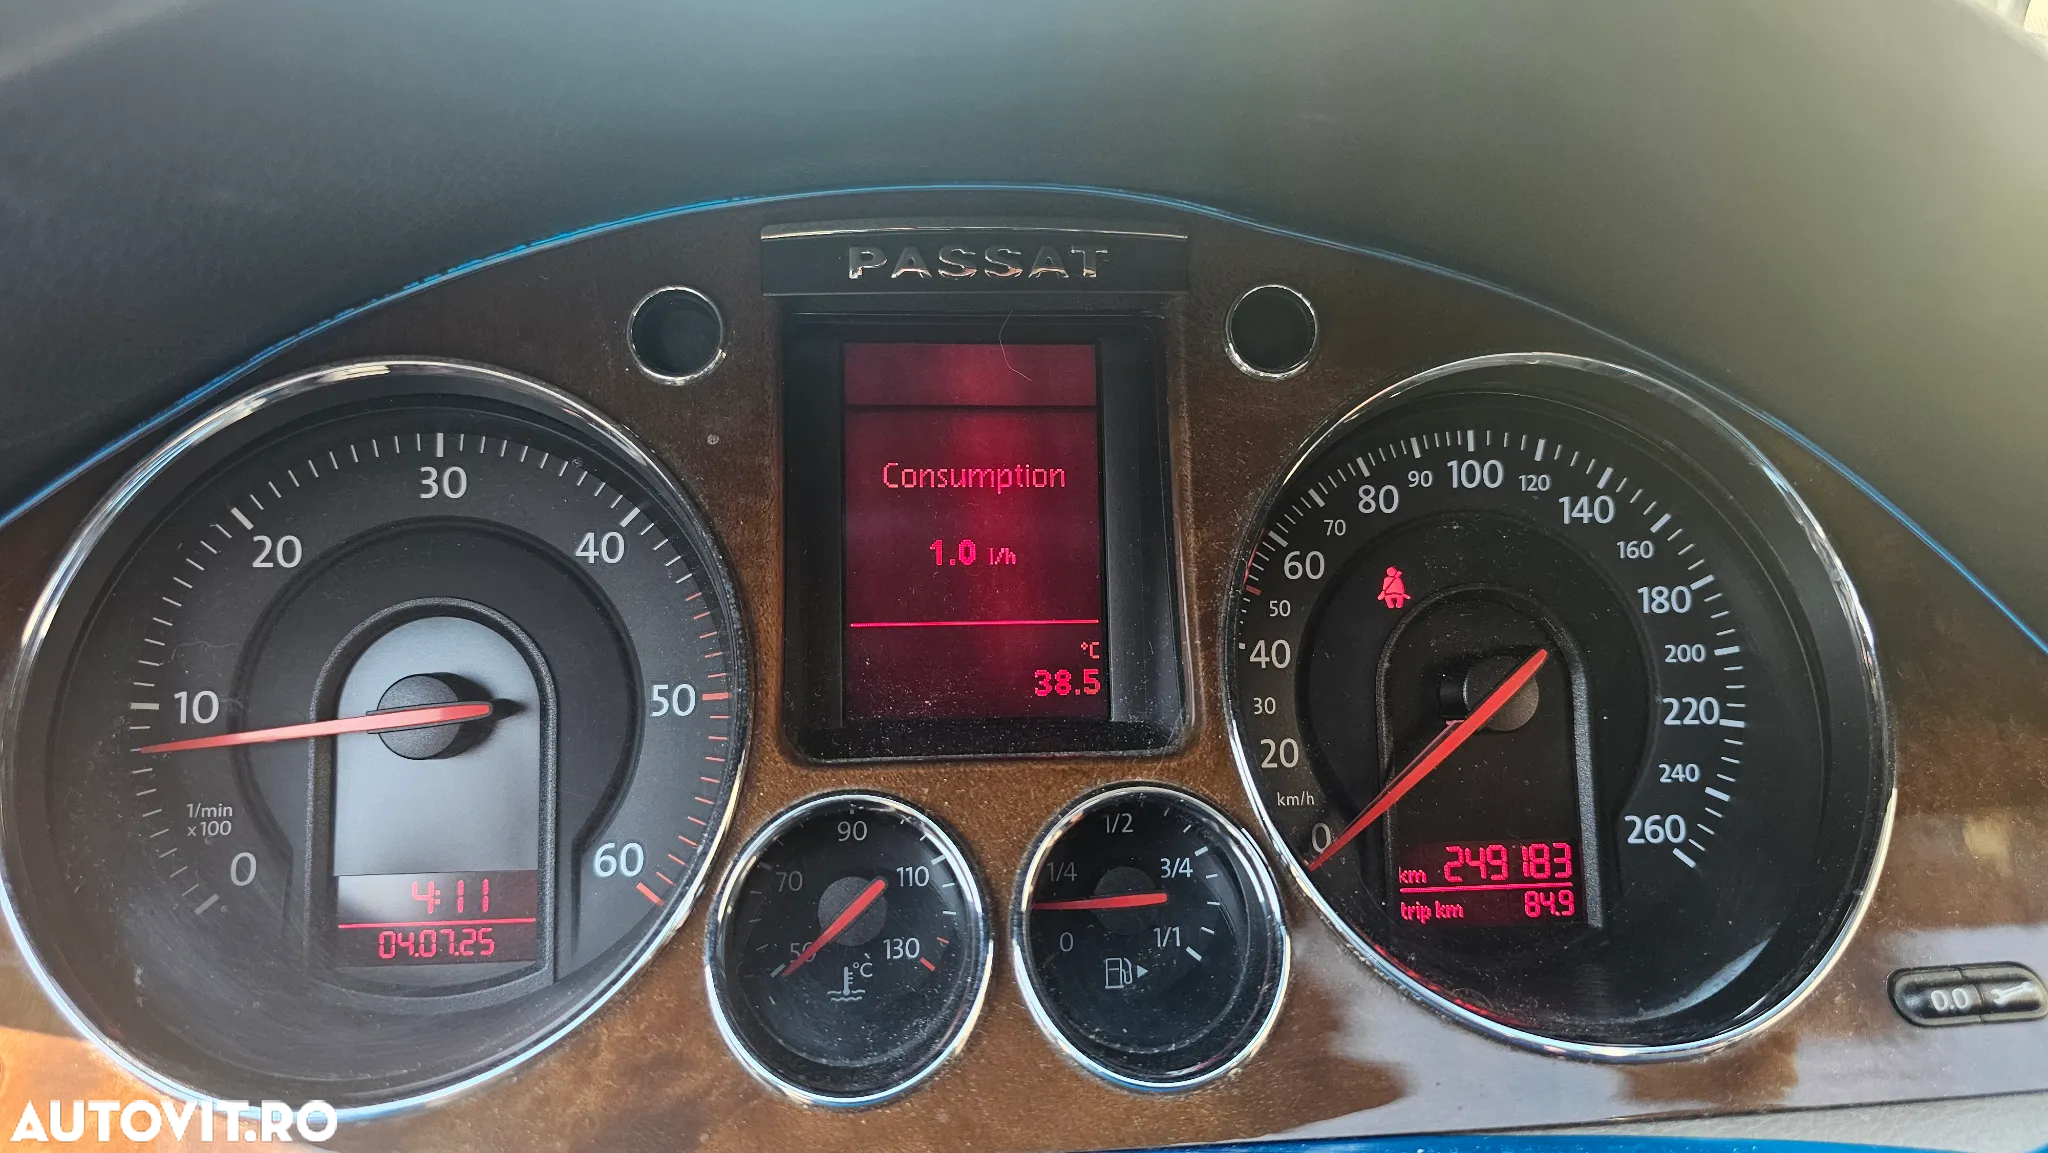 PASSAT
Consumption
1.0 l/h
°C
38.5
0 10 20 30 40 50 60
1/min
x 100
4:11
04.07.25
50 70 90 110 130
°C
0 1/4 1/2 3/4 1/1
0 20 30 40 50 60 70 80 90 100 120 140 160 180 200 220 240 260
km/h
km 249183
trip km 84.9
0.0
AUTOVIT.RO